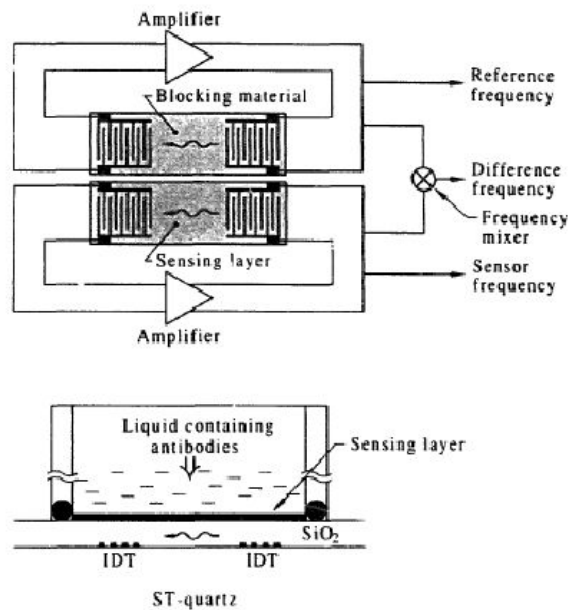 Amplifier
Blocking material
Reference
frequency
Difference
frequency
Frequency
mixer
Sensing layer
Sensor
frequency
Amplifier
Liquid containing
antibodies
Sensing layer
SiO₂
IDT
IDT
ST-quartz